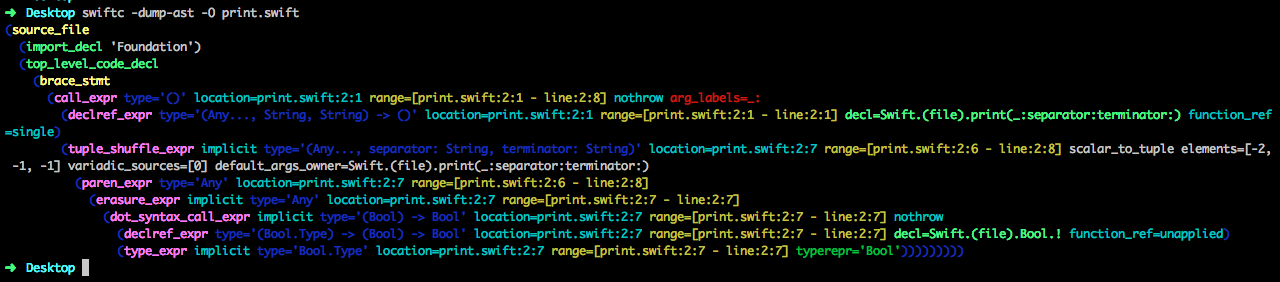 ➜ Desktop swiftc -dump-ast -O print.swift
(source_file
(import_decl 'Foundation')
(top_level_code_decl
(brace_stmt
(call_expr type='()' location=print.swift:2:1 range=[print.swift:2:1 - line:2:8] nothrow arg_labels=_:
(declref_expr type='(Any..., String, String) -> ()' location=print.swift:2:1 range=[print.swift:2:1 - line:2:1] decl=Swift.(file).print(_:separator:terminator:) function_ref
=single)
(tuple_shuffle_expr implicit type='(Any..., separator: String, terminator: String)' location=print.swift:2:7 range=[print.swift:2:6 - line:2:8] scalar_to_tuple elements=[-2,
-1, -1] variadic_sources=[0] default_args_owner=Swift.(file).print(_:separator:terminator:)
(paren_expr type='Any' location=print.swift:2:7 range=[print.swift:2:6 - line:2:8]
(erasure_expr implicit type='Any' location=print.swift:2:7 range=[print.swift:2:7 - line:2:7]
(dot_syntax_call_expr implicit type='(Bool) -> Bool' location=print.swift:2:7 range=[print.swift:2:7 - line:2:7] nothrow
(declref_expr type='(Bool.Type) -> (Bool) -> Bool' location=print.swift:2:7 range=[print.swift:2:7 - line:2:7] decl=Swift.(file).Bool.! function_ref=unapplied)
(type_expr implicit type='Bool.Type' location=print.swift:2:7 range=[print.swift:2:7 - line:2:7] typerepr='Bool')))))))))
➜ Desktop